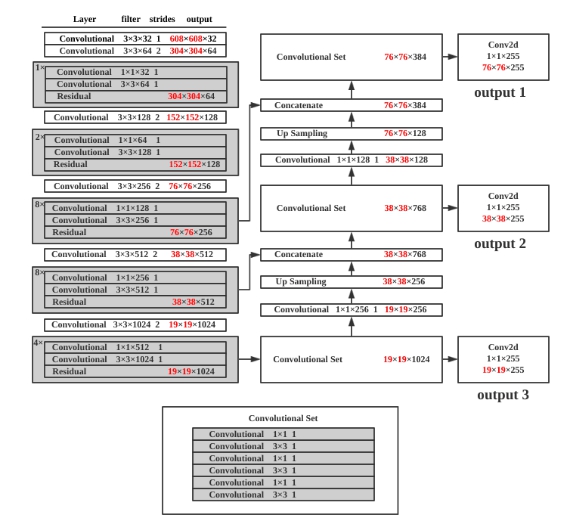 Layer filter strides output
Convolutional 3×3×32 1 608×608×32
Convolutional 3×3×64 2 304×304×64
1×
Convolutional 1×1×32 1
Convolutional 3×3×64 1
Residual 304×304×64
Convolutional 3×3×128 2 152×152×128
2×
Convolutional 1×1×64 1
Convolutional 3×3×128 1
Residual 152×152×128
Convolutional 3×3×256 2 76×76×256
8×
Convolutional 1×1×128 1
Convolutional 3×3×256 1
Residual 76×76×256
Convolutional 3×3×512 2 38×38×512
8×
Convolutional 1×1×256 1
Convolutional 3×3×512 1
Residual 38×38×512
Convolutional 3×3×1024 2 19×19×1024
4×
Convolutional 1×1×512 1
Convolutional 3×3×1024 1
Residual 19×19×1024
Convolutional Set 76×76×384
Concatenate 76×76×384
Up Sampling 76×76×128
Convolutional 1×1×128 1 38×38×128
Convolutional Set 38×38×768
Concatenate 38×38×768
Up Sampling 38×38×256
Convolutional 1×1×256 1 19×19×256
Convolutional Set 19×19×1024
Conv2d
1×1×255
76×76×255
output 1
Conv2d
1×1×255
38×38×255
output 2
Conv2d
1×1×255
19×19×255
output 3
Convolutional Set
Convolutional 1×1 1
Convolutional 3×3 1
Convolutional 1×1 1
Convolutional 3×3 1
Convolutional 1×1 1
Convolutional 3×3 1